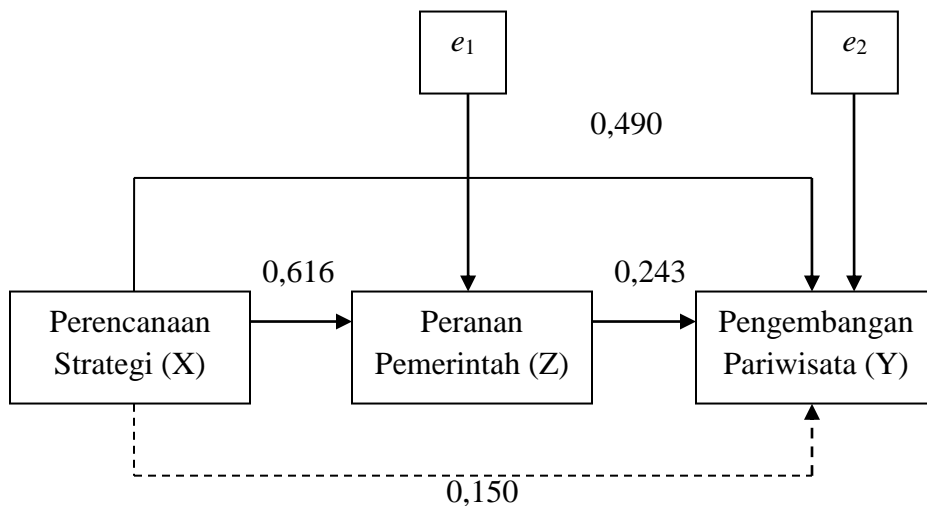 e1
e2
0,490
0,616
0,243
Perencanaan
Strategi (X)
Peranan
Pemerintah (Z)
Pengembangan
Pariwisata (Y)
0,150